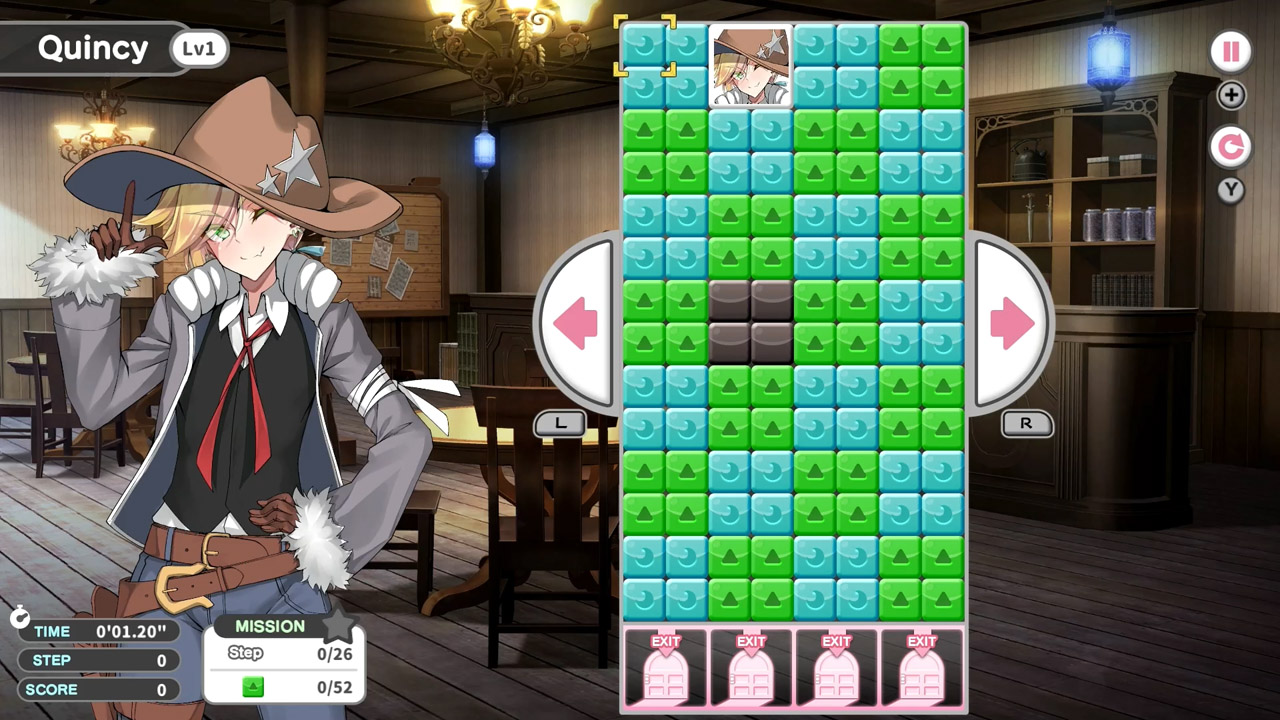 Quincy Lv1
L
R
Y
TIME 0'01.20"
STEP 0
SCORE 0
MISSION
Step 0/26
0/52
EXIT EXIT EXIT EXIT